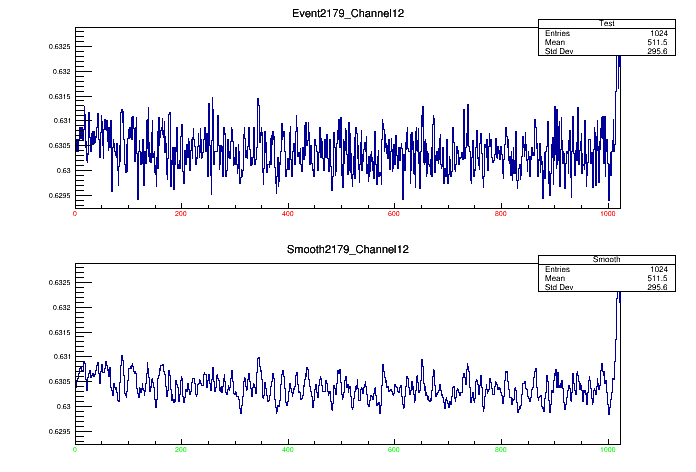 Event2179_Channel12
Test
Entries 1024
Mean 511.5
Std Dev 295.6
0.6325
0.632
0.6315
0.631
0.6305
0.63
0.6295
0 200 400 600 800 1000
Smooth2179_Channel12
Smooth
Entries 1024
Mean 511.5
Std Dev 295.6
0.6325
0.632
0.6315
0.631
0.6305
0.63
0.6295
0 200 400 600 800 1000